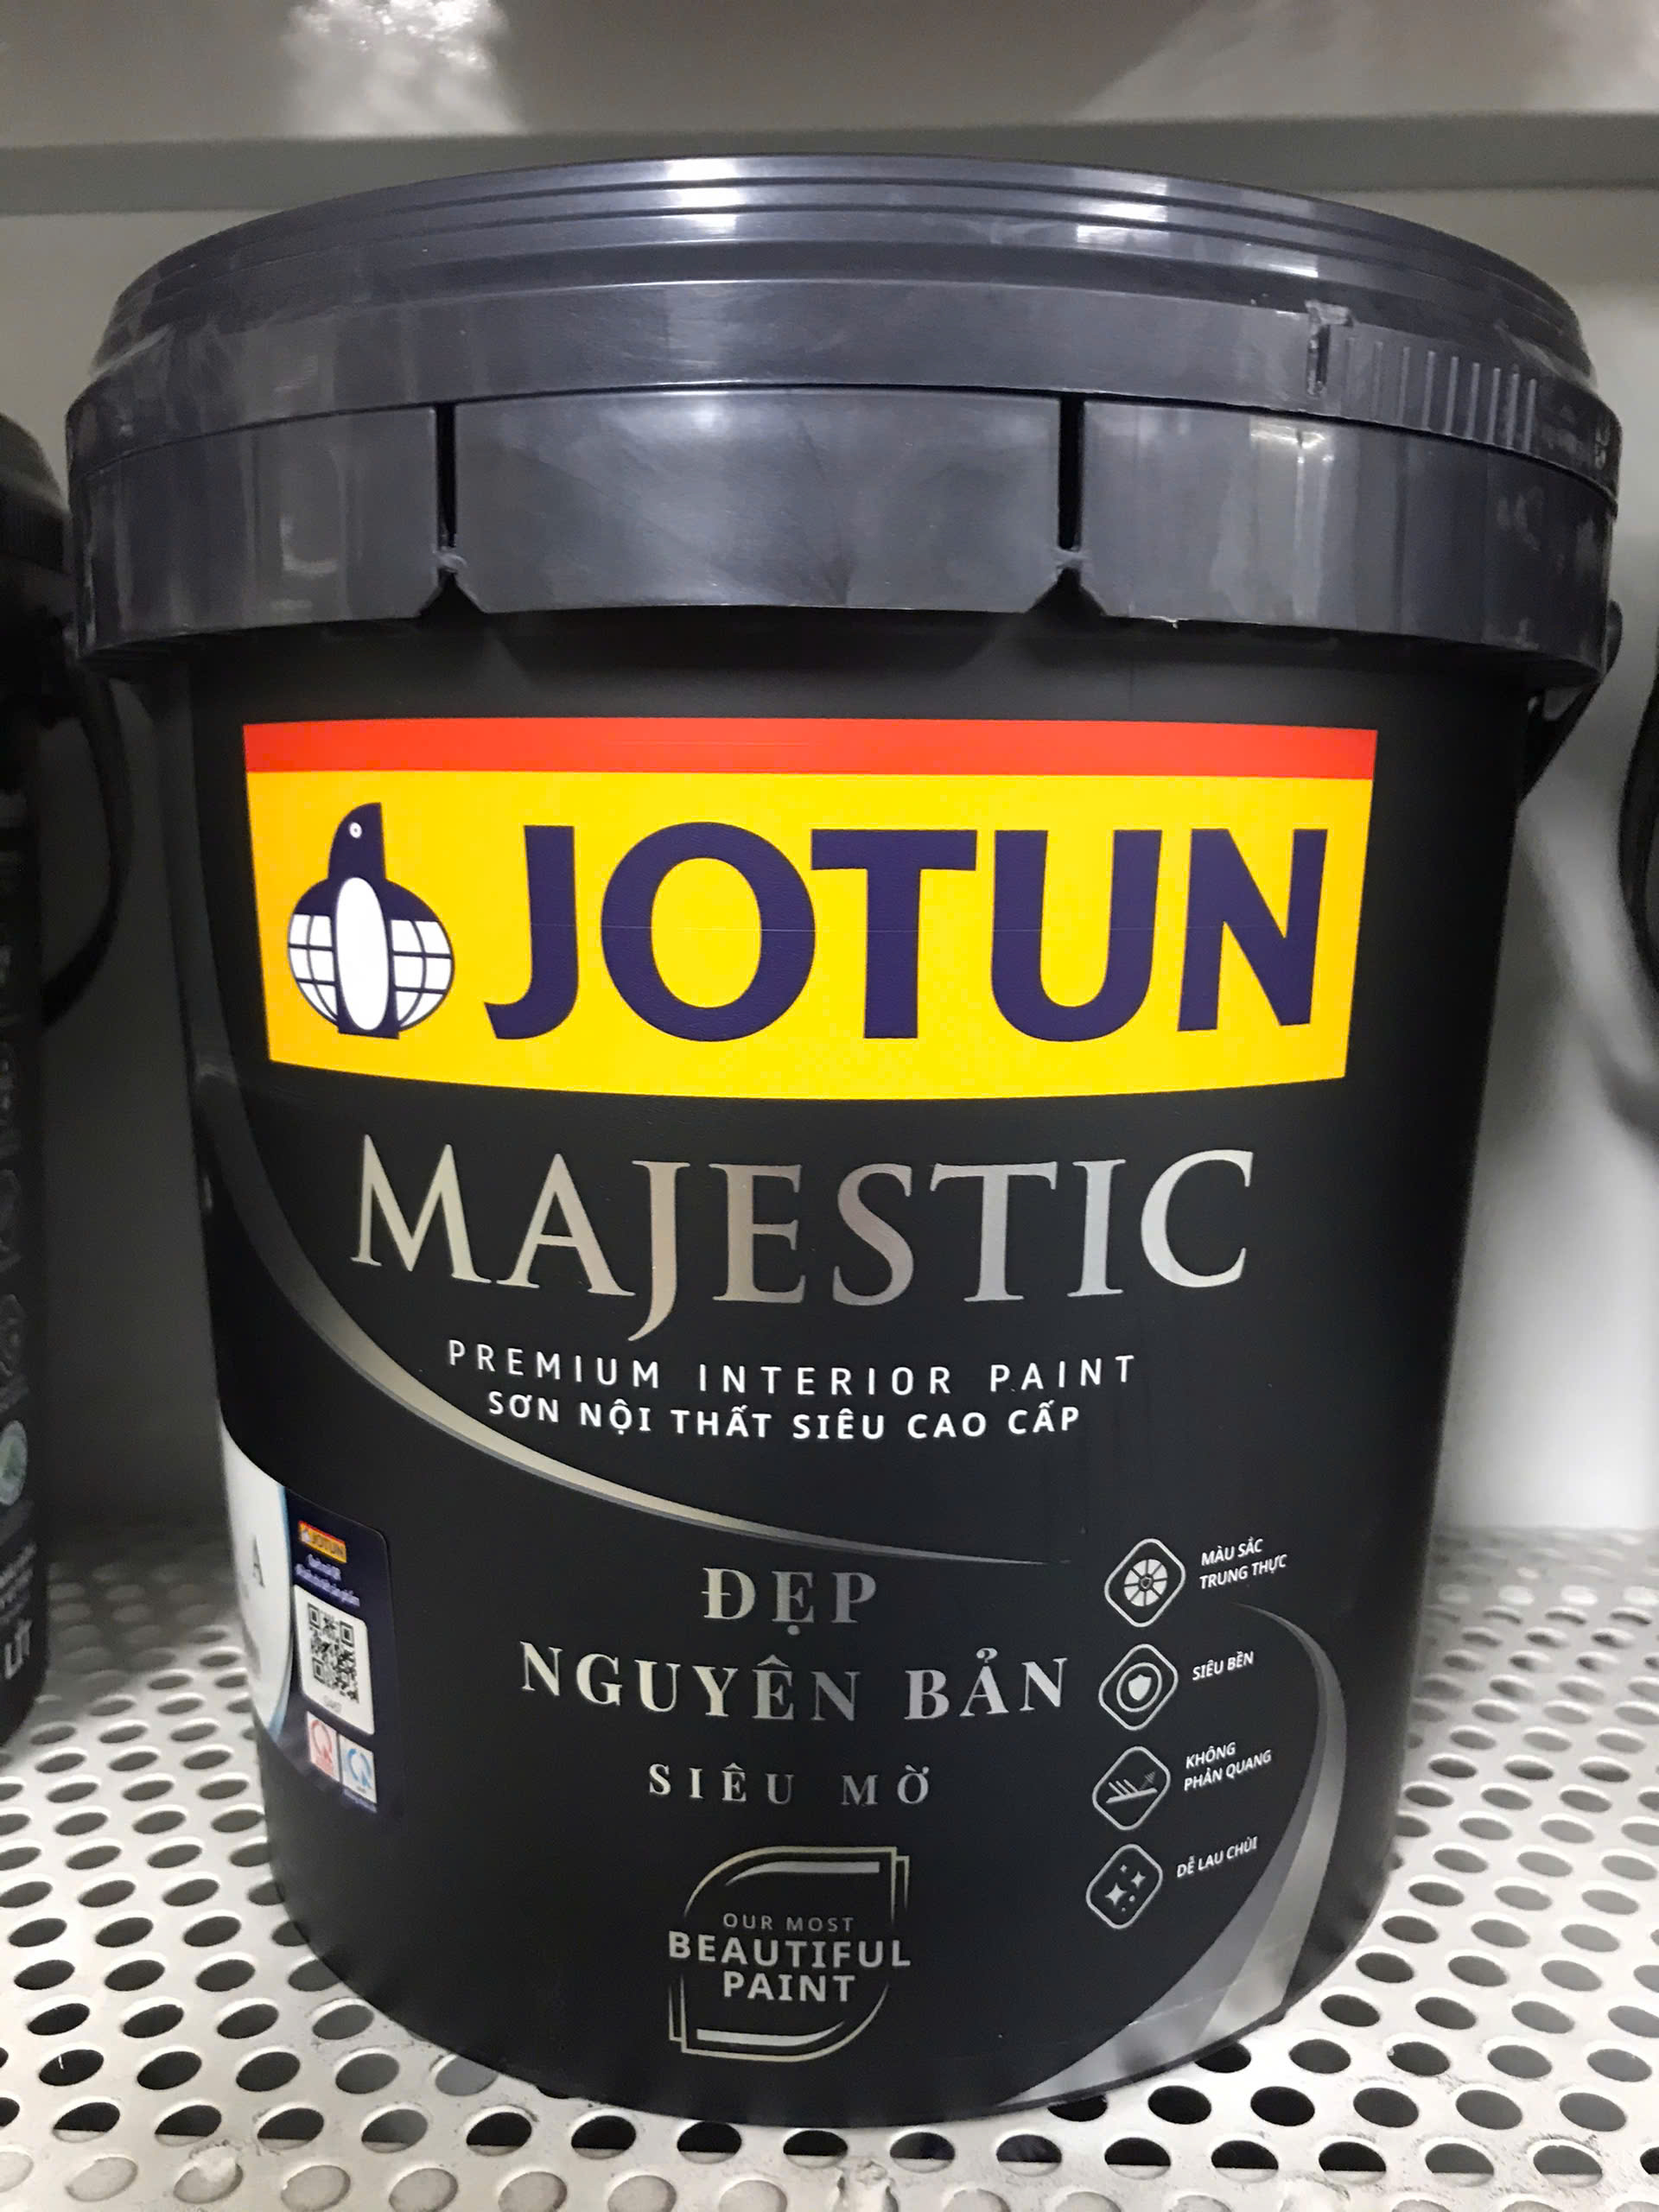 JOTUN
MAJESTIC
PREMIUM INTERIOR PAINT
SƠN NỘI THẤT SIÊU CAO CẤP
ĐẸP
NGUYÊN BẢN
SIÊU MỜ
OUR MOST
BEAUTIFUL
PAINT
MÀU SẮC
TRUNG THỰC
SIÊU BỀN
KHÔNG
PHẢN QUANG
DỄ LAU CHÙI
A
JOTUN